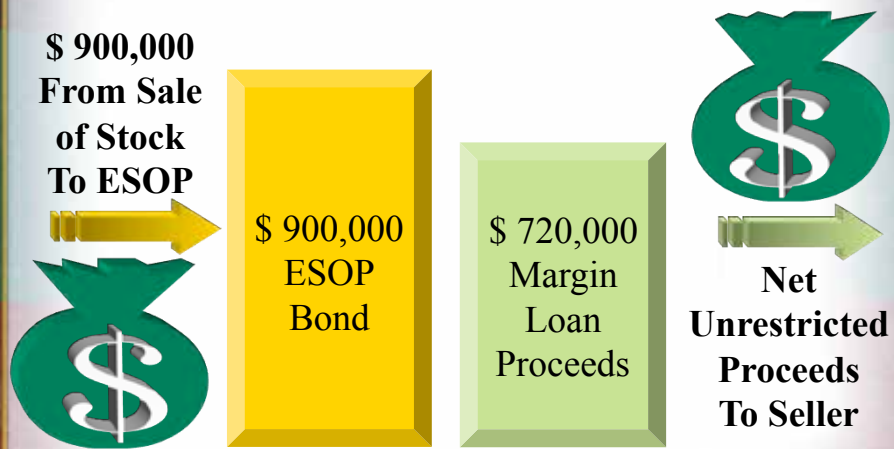 $ 900,000
From Sale
of Stock
To ESOP
$
$ 900,000
ESOP
Bond
$ 720,000
Margin
Loan
Proceeds
$
Net
Unrestricted
Proceeds
To Seller